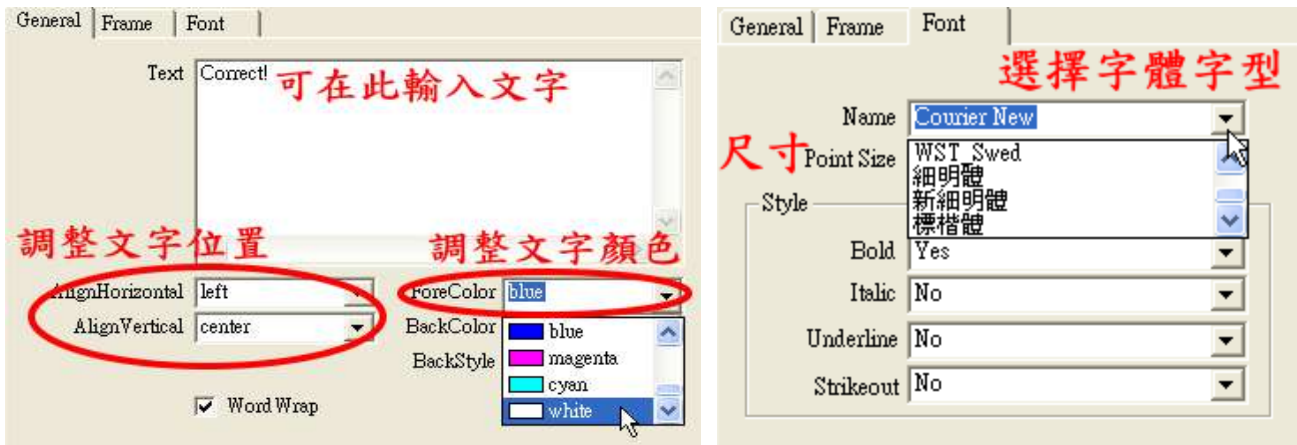 General Frame Font
Text Correct!
可在此輸入文字
調整文字位置
調整文字顏色
AlignHorizontal left
ForeColor blue
AlignVertical center
BackColor
blue
BackStyle
magenta
cyan
white
Word Wrap
General Frame Font
選擇字體字型
Name Courier New
尺寸
Point Size
WST_Swed
細明體
新細明體
標楷體
Style
Bold Yes
Italic No
Underline No
Strikeout No